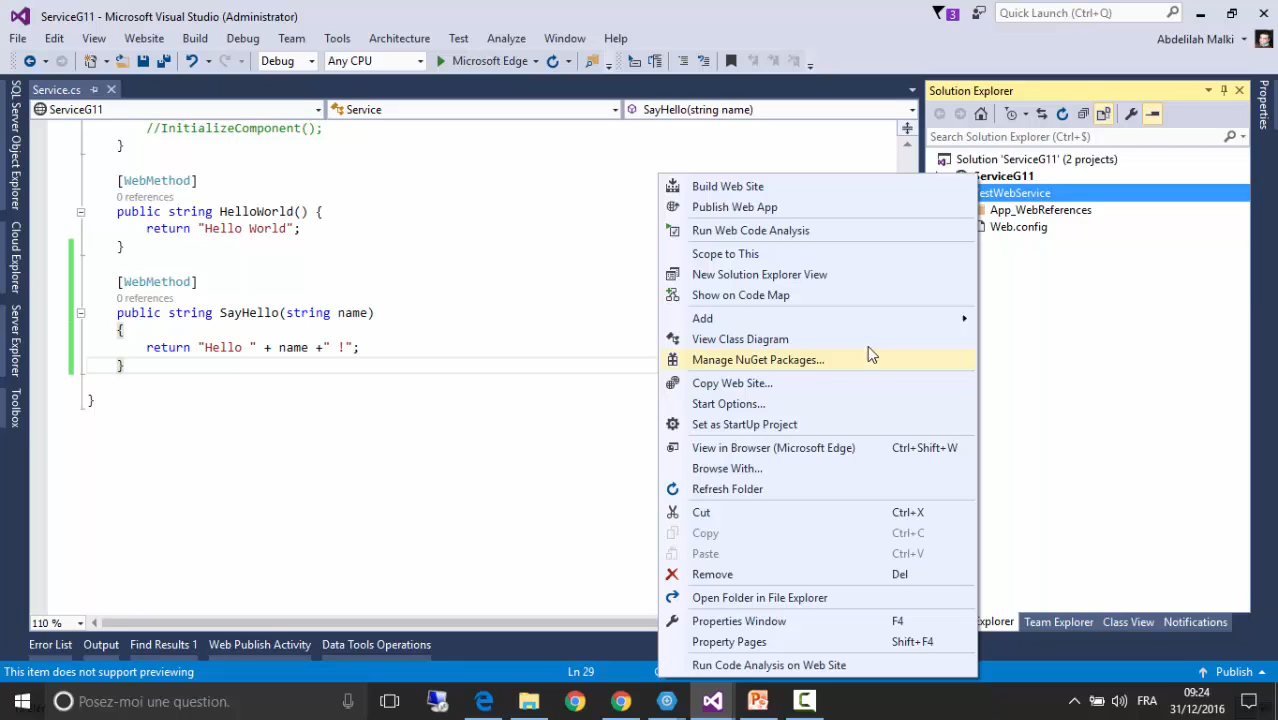 ServiceG11 - Microsoft Visual Studio (Administrator)
3
Quick Launch (Ctrl+Q)
File Edit View Website Build Debug Team Tools Architecture Test Analyze Window Help
Abdelilah Malki
Debug Any CPU Microsoft Edge
Service.cs
ServiceG11 Service SayHello(string name)
//InitializeComponent();
}
[WebMethod]
0 references
public string HelloWorld() {
return "Hello World";
}
[WebMethod]
0 references
public string SayHello(string name)
{
return "Hello " + name +" !";
}
}
110 %
SQL Server Object Explorer
Cloud Explorer
Server Explorer
Toolbox
Build Web Site
Publish Web App
Run Web Code Analysis
Scope to This
New Solution Explorer View
Show on Code Map
Add
View Class Diagram
Manage NuGet Packages...
Copy Web Site...
Start Options...
Set as StartUp Project
View in Browser (Microsoft Edge) Ctrl+Shift+W
Browse With...
Refresh Folder
Cut Ctrl+X
Copy Ctrl+C
Paste Ctrl+V
Remove Del
Open Folder in File Explorer
Properties Window F4
Property Pages Shift+F4
Run Code Analysis on Web Site
Solution Explorer
Search Solution Explorer (Ctrl+$)
Solution 'ServiceG11' (2 projects)
ServiceG11
estWebService
App_WebReferences
Web.config
Properties
xplorer Team Explorer Class View Notifications
Error List Output Find Results 1 Web Publish Activity Data Tools Operations
This item does not support previewing Ln 29 Publish
Posez-moi une question.
FRA
09:24
31/12/2016